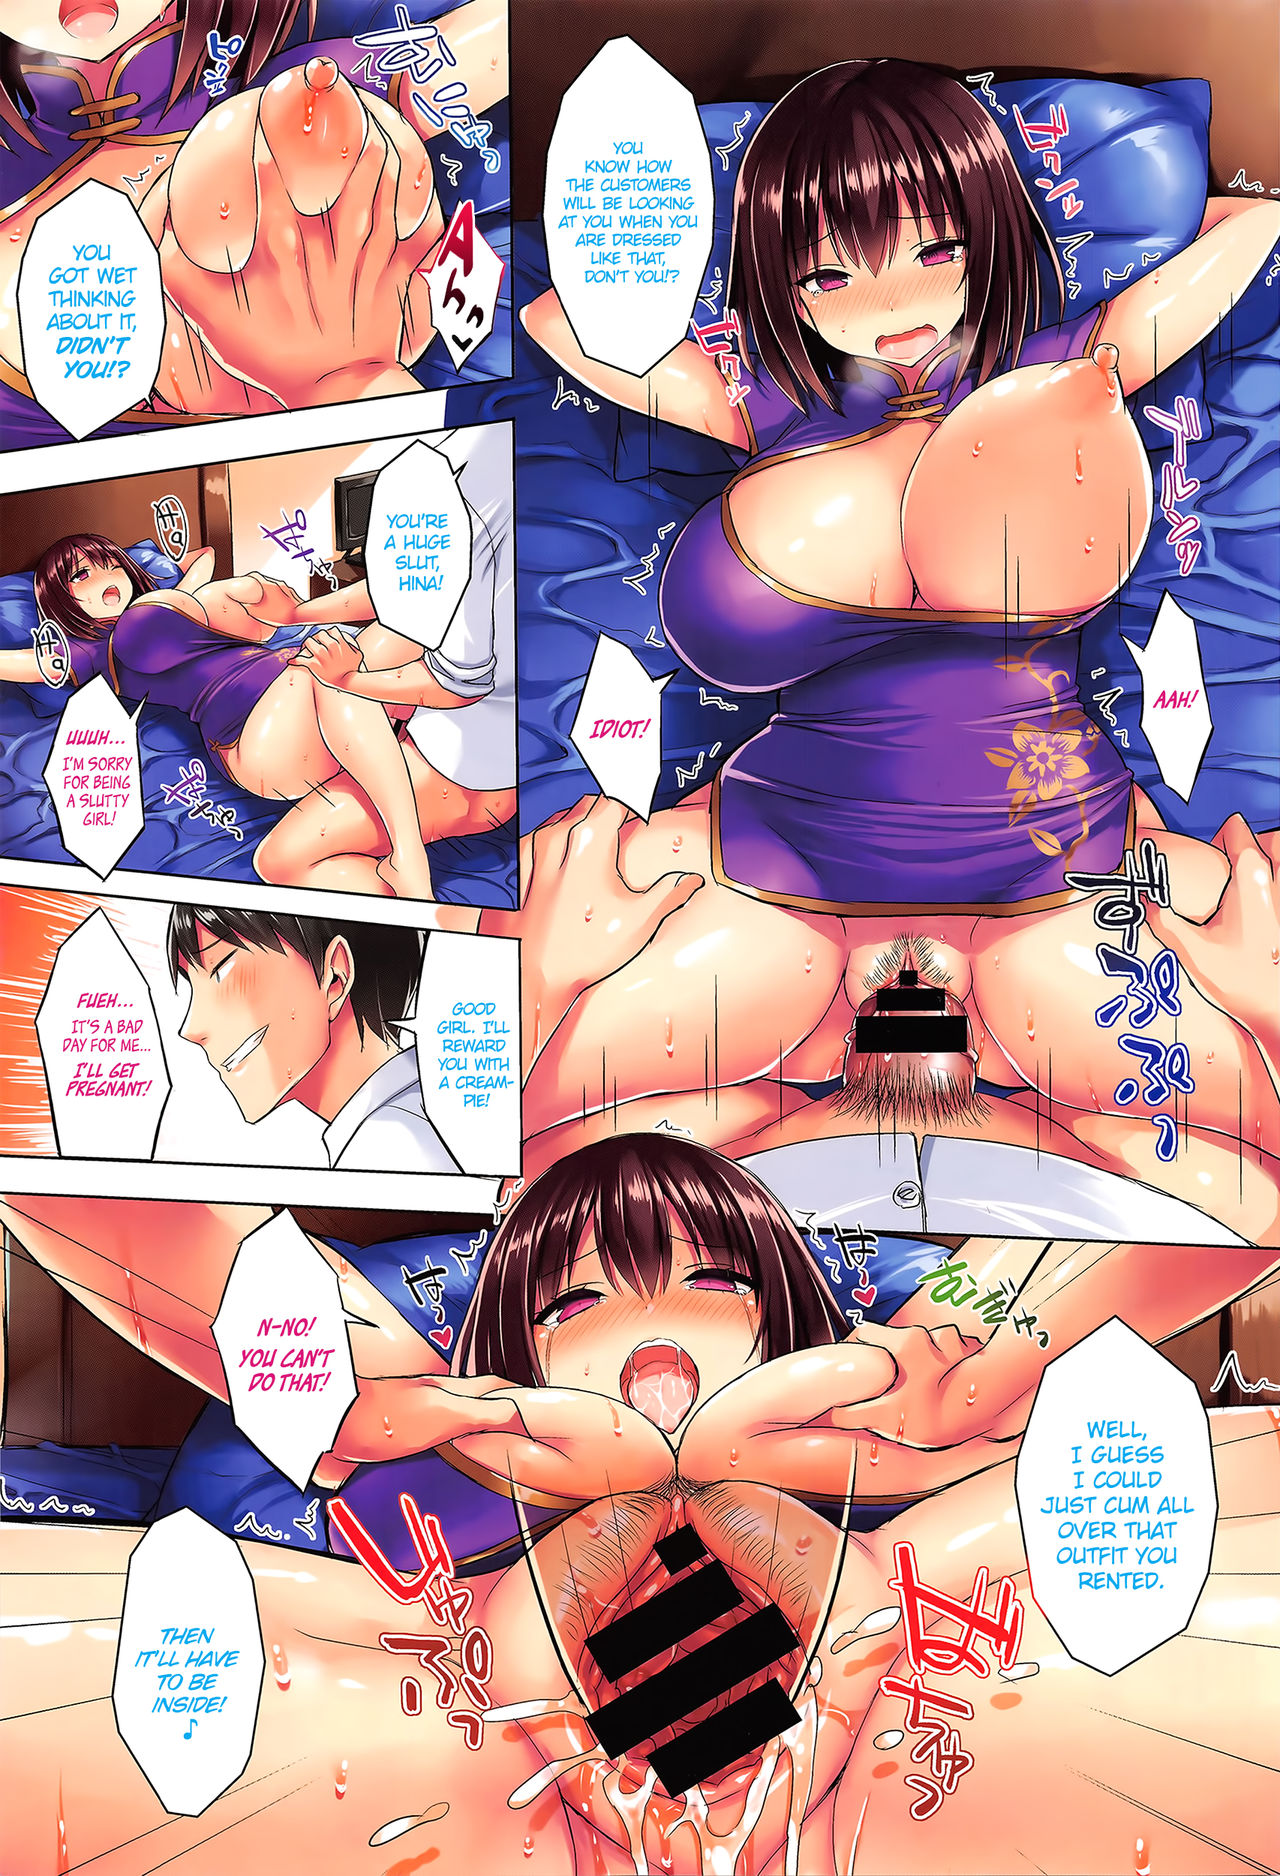 YOU
KNOW HOW
THE CUSTOMERS
WILL BE LOOKING
AT YOU WHEN YOU
ARE DRESSED
LIKE THAT,
DON'T YOU!?
IDIOT!
AAH!
YOU
GOT WET
THINKING
ABOUT IT,
DIDN'T
YOU!?
YOU'RE
A HUGE
SLUT,
HINA!
UUUH...
I'M SORRY
FOR BEING
A SLUTTY
GIRL!
GOOD
GIRL. I'LL
REWARD
YOU WITH
A CREAM-
PIE!
FUEH...
IT'S A BAD
DAY FOR ME...
I'LL GET
PREGNANT!
WELL,
I GUESS
I COULD
JUST CUM ALL
OVER THAT
OUTFIT YOU
RENTED.
N-NO!
YOU CAN'T
DO THAT!
THEN
IT'LL HAVE
TO BE
INSIDE!
♪